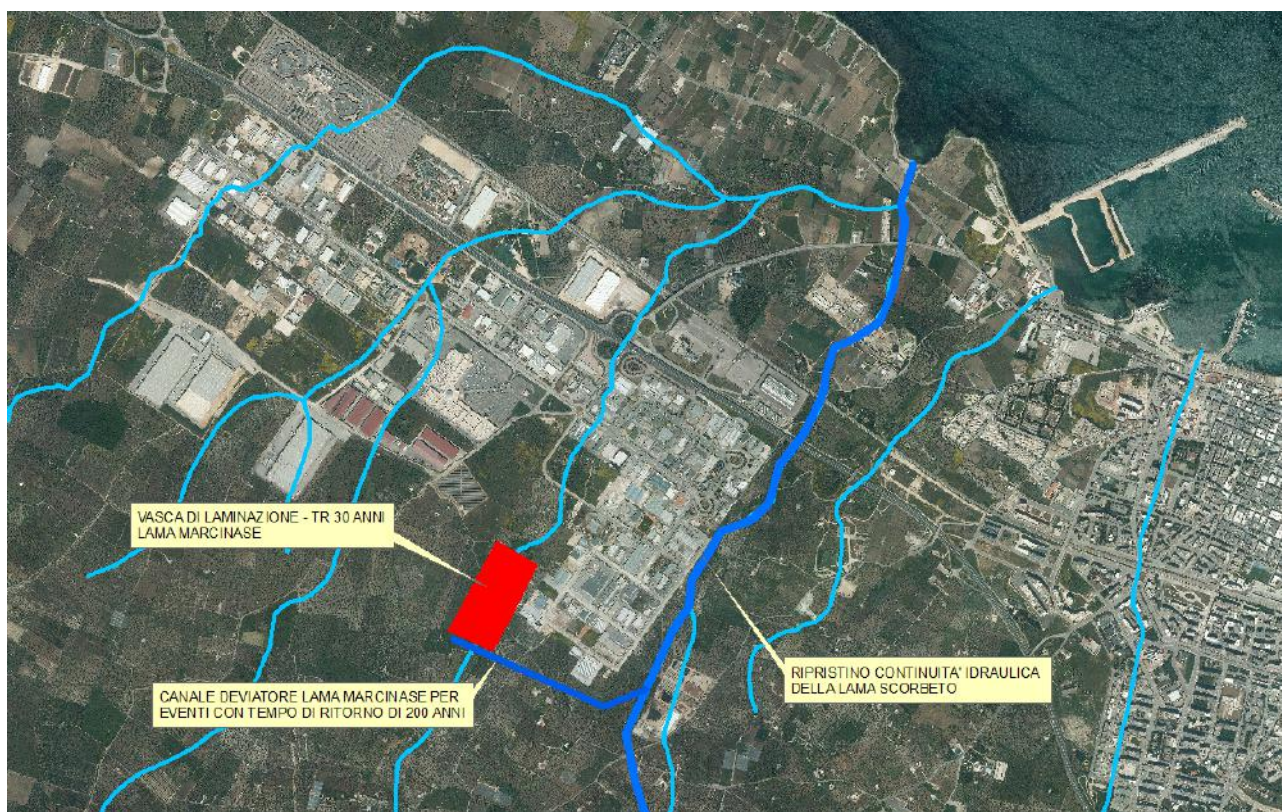 VASCA DI LAMINAZIONE - TR 30 ANNI
LAMA MARCINASE
CANALE DEVIATORE LAMA MARCINASE PER
EVENTI CON TEMPO DI RITORNO DI 200 ANNI
RIPRISTINO CONTINUITA' IDRAULICA
DELLA LAMA SCORBETO